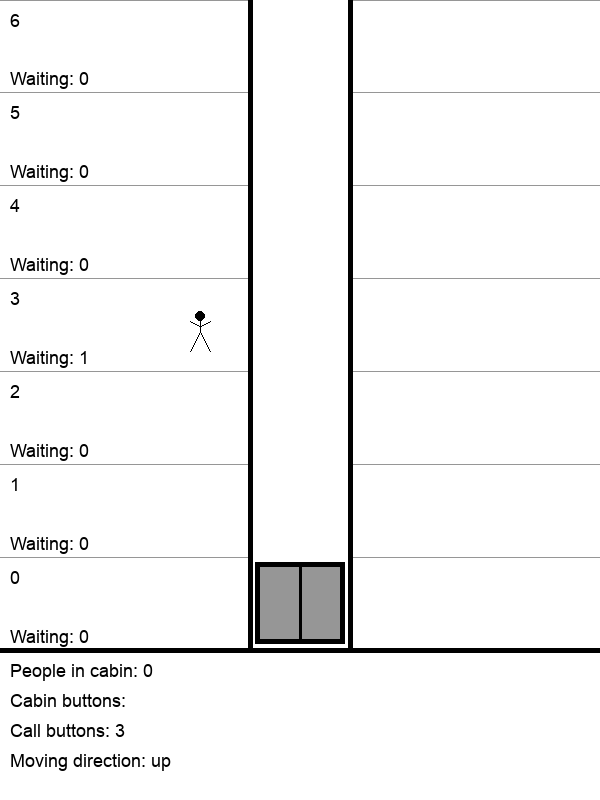 6
Waiting: 0
5
Waiting: 0
4
Waiting: 0
3
Waiting: 1
2
Waiting: 0
1
Waiting: 0
0
Waiting: 0
People in cabin: 0
Cabin buttons:
Call buttons: 3
Moving direction: up